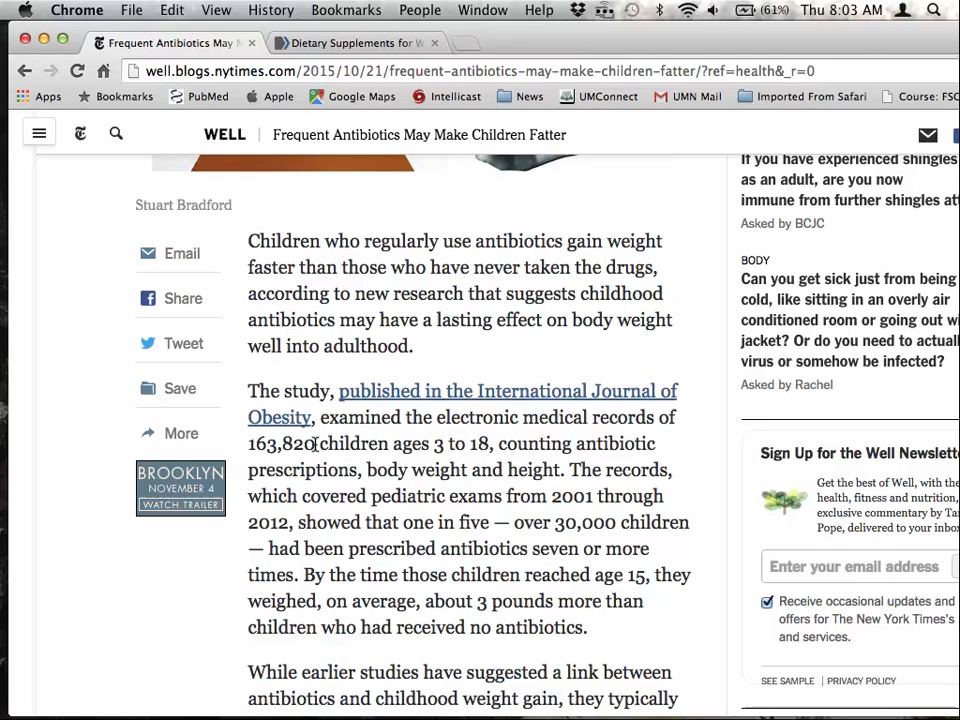 Chrome File Edit View History Bookmarks People Window Help (61%) Thu 8:03 AM
Frequent Antibiotics May M × Dietary Supplements for W ×
well.blogs.nytimes.com/2015/10/21/frequent-antibiotics-may-make-children-fatter/?ref=health&_r=0
Apps Bookmarks PubMed Apple Google Maps Intellicast News UMConnect UMN Mail Imported From Safari Course: FSC
WELL | Frequent Antibiotics May Make Children Fatter
Stuart Bradford
Email
Share
Tweet
Save
More
BROOKLYN
NOVEMBER 4
WATCH TRAILER
Children who regularly use antibiotics gain weight
faster than those who have never taken the drugs,
according to new research that suggests childhood
antibiotics may have a lasting effect on body weight
well into adulthood.
The study, published in the International Journal of
Obesity, examined the electronic medical records of
163,820 children ages 3 to 18, counting antibiotic
prescriptions, body weight and height. The records,
which covered pediatric exams from 2001 through
2012, showed that one in five — over 30,000 children
— had been prescribed antibiotics seven or more
times. By the time those children reached age 15, they
weighed, on average, about 3 pounds more than
children who had received no antibiotics.
While earlier studies have suggested a link between
antibiotics and childhood weight gain, they typically
If you have experienced shingles
as an adult, are you now
immune from further shingles att
Asked by BCJC
BODY
Can you get sick just from being
cold, like sitting in an overly air
conditioned room or going out wi
jacket? Or do you need to actuall
virus or somehow be infected?
Asked by Rachel
Sign Up for the Well Newslette
Get the best of Well, with the
health, fitness and nutrition,
exclusive commentary by Tar
Pope, delivered to your inbox
Enter your email address
Receive occasional updates and
offers for The New York Times's
and services.
SEE SAMPLE | PRIVACY POLICY